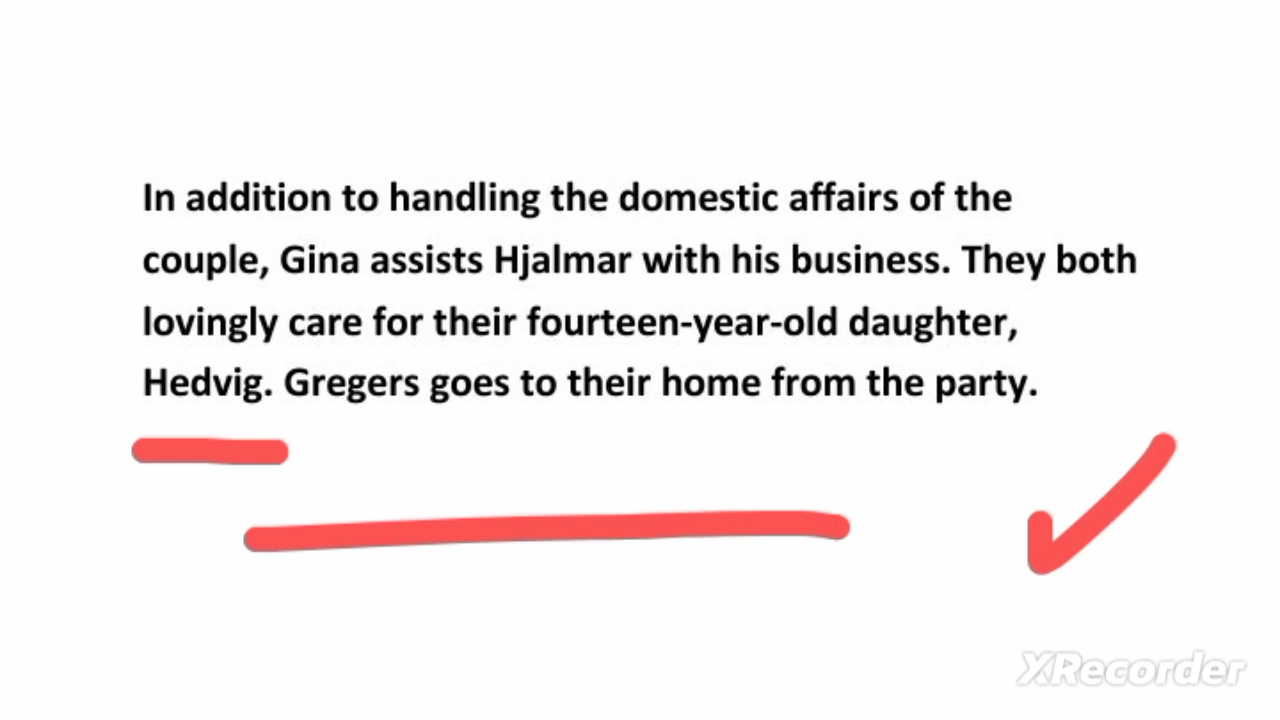 In addition to handling the domestic affairs of the
couple, Gina assists Hjalmar with his business. They both
lovingly care for their fourteen-year-old daughter,
Hedvig. Gregers goes to their home from the party.
XRecorder